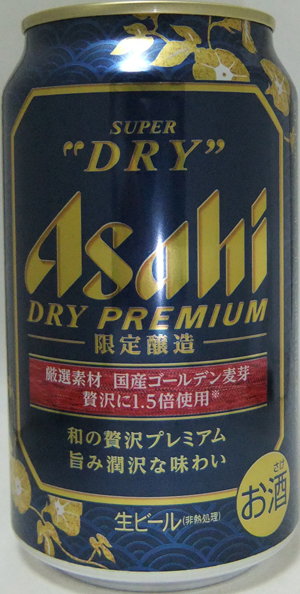 SUPER
“DRY”
Asahi
DRY PREMIUM
限定醸造
厳選素材 国産ゴールデン麦芽
贅沢に1.5倍使用※
和の贅沢プレミアム
旨み潤沢な味わい
さけ
お酒
生ビール(非熱処理)